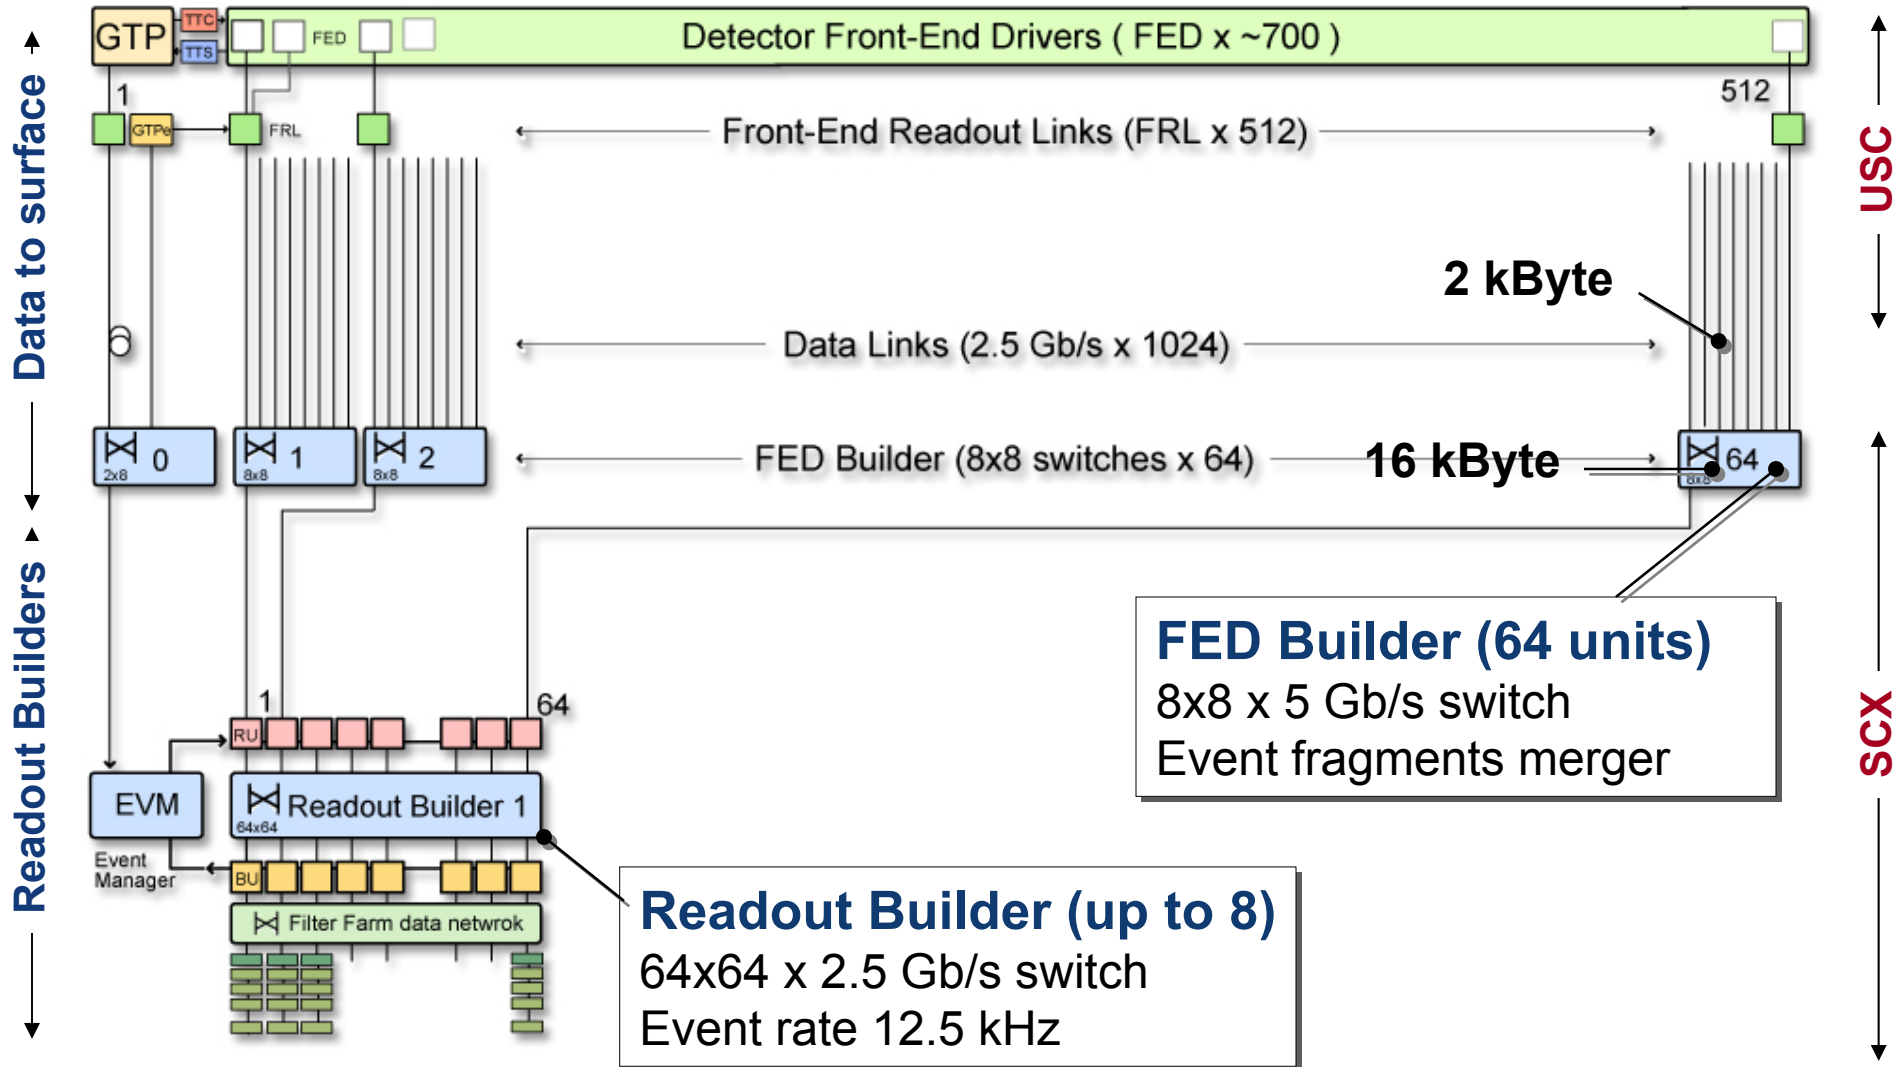 GTP
TTC
TTS
FED
Detector Front-End Drivers ( FED x ~700 )
1
512
GTPe
FRL
Front-End Readout Links (FRL x 512)
Data to surface
USC
2 kByte
Data Links (2.5 Gb/s x 1024)
0
2x8
1
8x8
2
8x8
FED Builder (8x8 switches x 64)
16 kByte
64
8x8
FED Builder (64 units)
8x8 x 5 Gb/s switch
Event fragments merger
Readout Builders
SCX
1
64
RU
EVM
Readout Builder 1
64x64
Event
Manager
BU
Filter Farm data netwrok
Readout Builder (up to 8)
64x64 x 2.5 Gb/s switch
Event rate 12.5 kHz